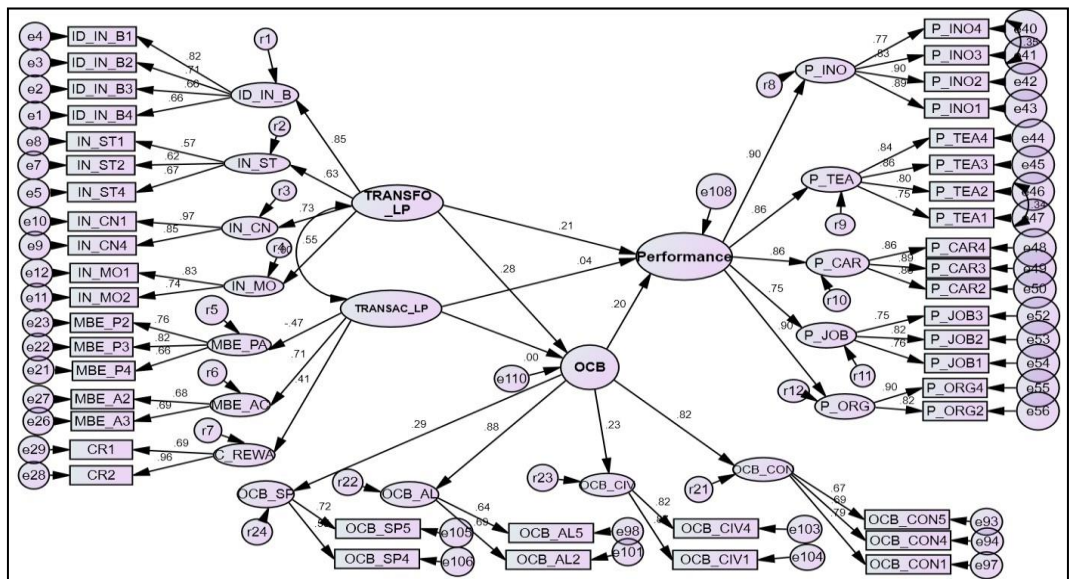 e4 ID_IN_B1
e3 ID_IN_B2
e2 ID_IN_B3
e1 ID_IN_B4
.82
.71
.66
.66
ID_IN_B
r1
e8 IN_ST1
e7 IN_ST2
e5 IN_ST4
.57
.62
.67
IN_ST
r2
e10 IN_CN1
e9 IN_CN4
.97
.85
IN_CN
r3
e12 IN_MO1
e11 IN_MO2
.83
.74
IN_MO
r4
e23 MBE_P2
e22 MBE_P3
e21 MBE_P4
.76
.82
.66
MBE_PA
r5
e27 MBE_A2
e26 MBE_A3
.68
.69
MBE_AC
r6
e29 CR1
e28 CR2
.69
.96
C_REWA
r7
.85
.63
.73
.55
TRANSFO
_LP
TRANSAC_LP
-.47
.71
.41
.21
.04
.28
.00
.20
e108
Performance
e110
OCB
.90
.86
.86
.75
.90
r8
P_INO
.77
.83
.90
.89
P_INO4 e40
P_INO3 e41
P_INO2 e42
P_INO1 e43
P_TEA
r9
.84
.86
.80
.75
P_TEA4 e44
P_TEA3 e45
P_TEA2 e46
P_TEA1 e47
P_CAR
r10
.86
.89
P_CAR4 e48
P_CAR3 e49
P_CAR2 e50
P_JOB
r11
.75
.82
.76
P_JOB3 e52
P_JOB2 e53
P_JOB1 e54
r12
P_ORG
.90
.82
P_ORG4 e55
P_ORG2 e56
.29
.88
.23
.82
OCB_SP
r24
.72
OCB_SP5 e105
OCB_SP4 e106
r22
OCB_AL
.64
.69
OCB_AL5 e98
OCB_AL2 e101
r23
OCB_CIV
.82
OCB_CIV4 e103
OCB_CIV1 e104
r21
OCB_CON
.67
.69
.79
OCB_CON5 e93
OCB_CON4 e94
OCB_CON1 e97